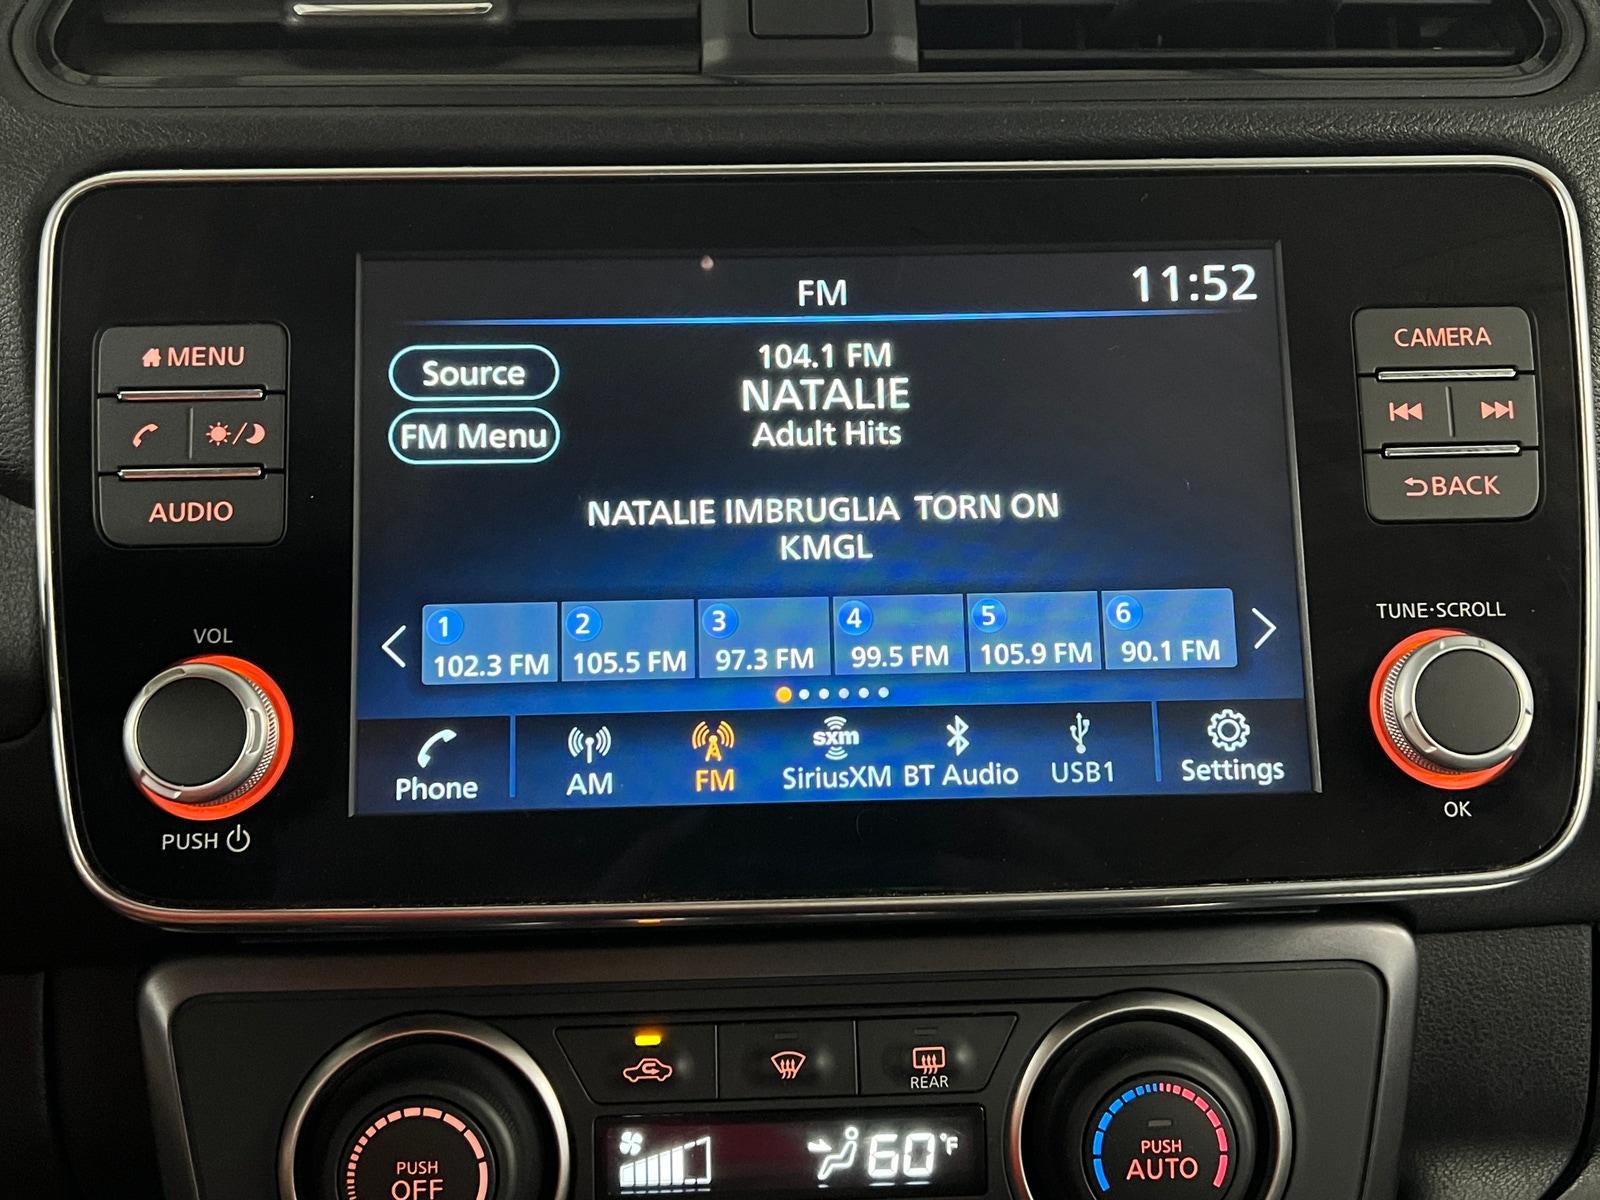 FM
11:52
MENU
Source
104.1 FM
NATALIE
Adult Hits
FM Menu
CAMERA
AUDIO
BACK
NATALIE IMBRUGLIA TORN ON
KMGL
VOL
TUNE·SCROLL
1
2
3
4
5
6
102.3 FM
105.5 FM
97.3 FM
99.5 FM
105.9 FM
90.1 FM
Phone
AM
FM
sxm
SiriusXM
BT Audio
USB1
Settings
PUSH
OK
REAR
PUSH
OFF
60°F
PUSH
AUTO